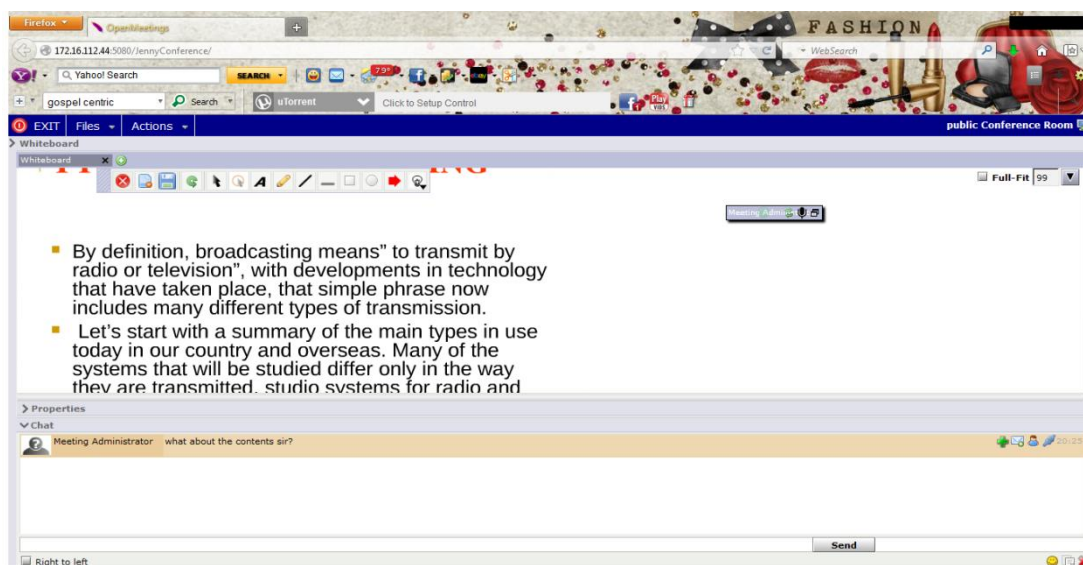 Firefox
OpenMeetings
FASHION
172.16.112.44:5080/JennyConference/
WebSearch
Yahoo! Search
SEARCH
79°
gospel centric
Search
uTorrent
Click to Setup Control
Play
EXIT Files Actions
public Conference Room
Whiteboard
Whiteboard
Full-Fit 99
Meeting
By definition, broadcasting means” to transmit by
radio or television”, with developments in technology
that have taken place, that simple phrase now
includes many different types of transmission.
Let’s start with a summary of the main types in use
today in our country and overseas. Many of the
systems that will be studied differ only in the way
they are transmitted, studio systems for radio and
Properties
Chat
Meeting Administrator what about the contents sir?
20:25
Send
Right to left